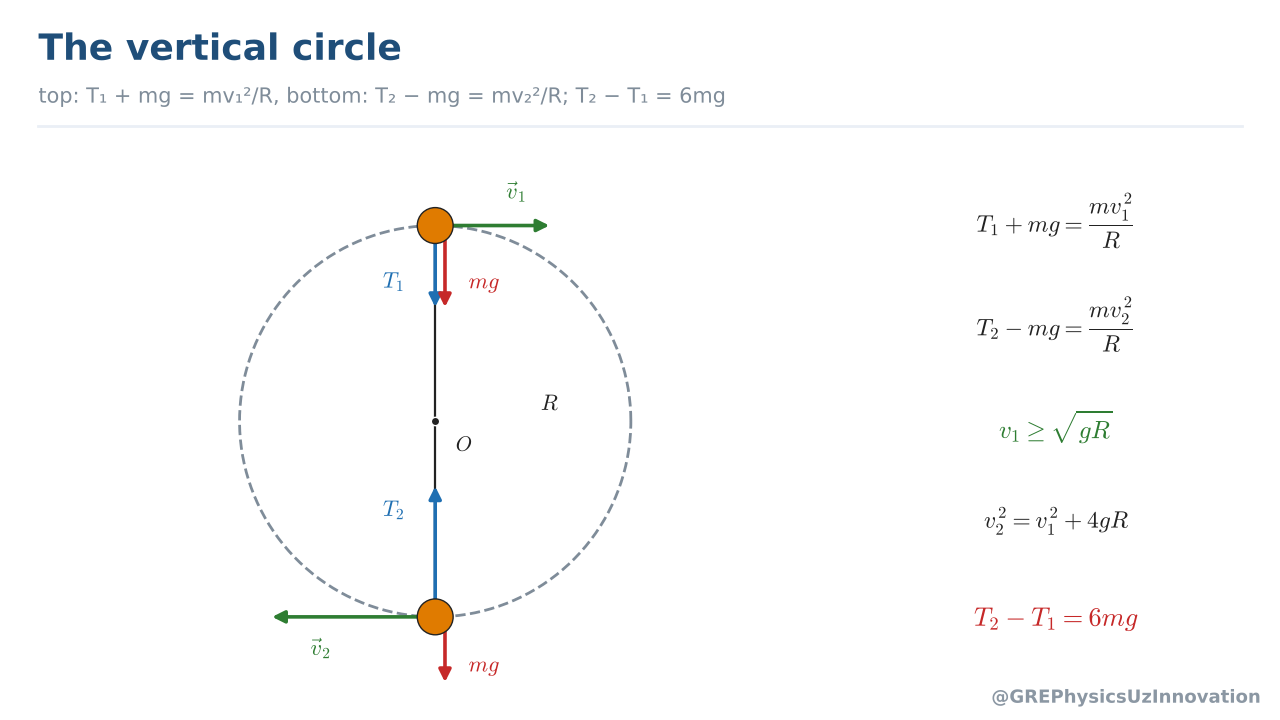 The vertical circle
top: T₁ + mg = mv₁²/R, bottom: T₂ − mg = mv₂²/R; T₂ − T₁ = 6mg
v⃗₁
T₁
mg
R
O
T₂
v⃗₂
mg
T₁ + mg = mv₁²/R
T₂ − mg = mv₂²/R
v₁ ≥ √gR
v₂² = v₁² + 4gR
T₂ − T₁ = 6mg
@GREPhysicsUzInnovation